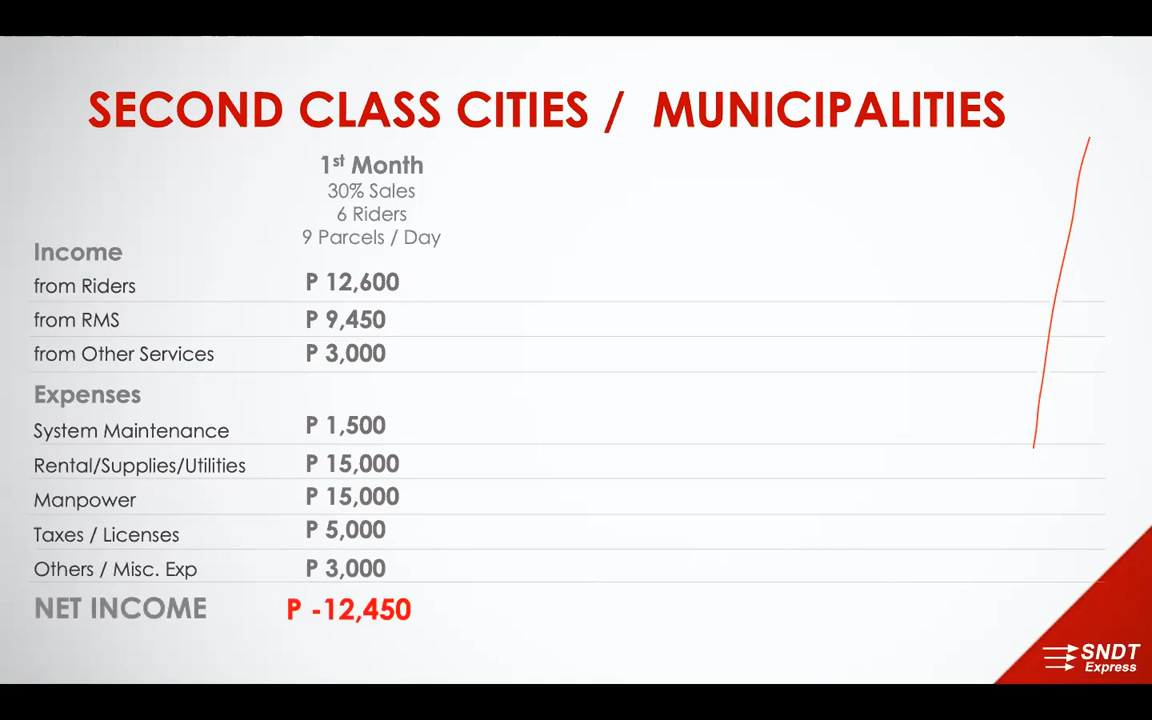 SECOND CLASS CITIES / MUNICIPALITIES
1st Month
30% Sales
6 Riders
9 Parcels / Day
Income
from Riders P 12,600
from RMS P 9,450
from Other Services P 3,000
Expenses
System Maintenance P 1,500
Rental/Supplies/Utilities P 15,000
Manpower P 15,000
Taxes / Licenses P 5,000
Others / Misc. Exp P 3,000
NET INCOME P -12,450
SNDT
Express